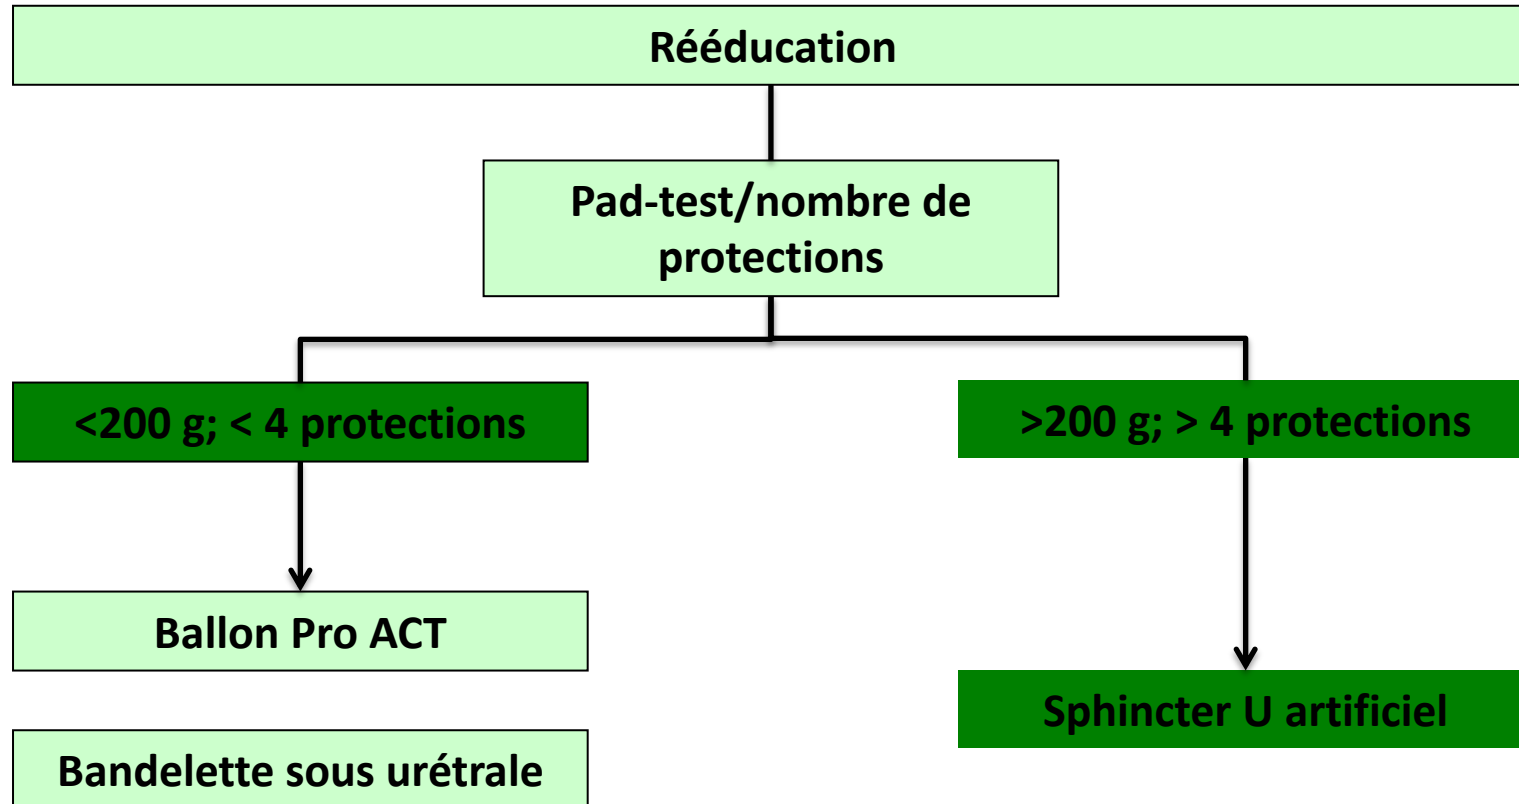 Rééducation
Pad-test/nombre de
protections
<200 g; < 4 protections
>200 g; > 4 protections
Ballon Pro ACT
Sphincter U artificiel
Bandelette sous urétrale